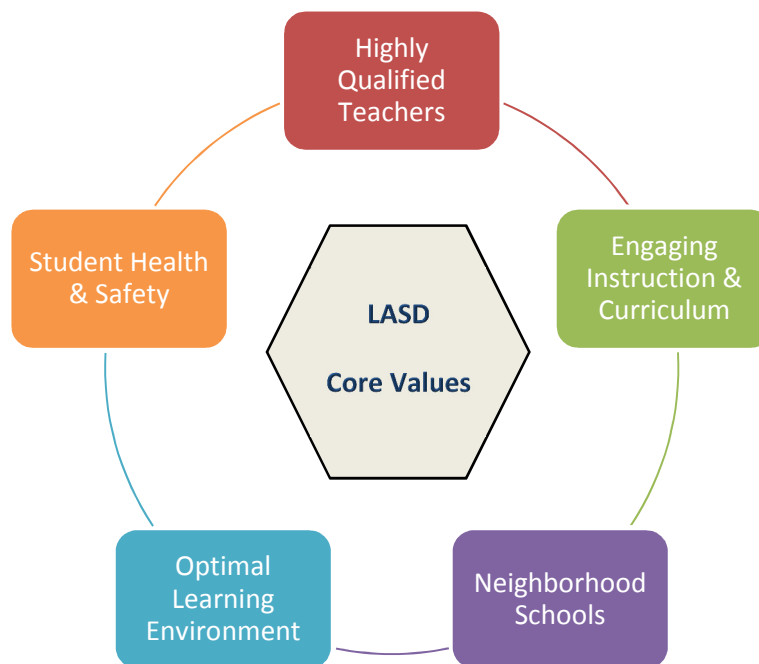 Highly
Qualified
Teachers
Student Health
& Safety
Engaging
Instruction &
Curriculum
LASD
Core Values
Optimal
Learning
Environment
Neighborhood
Schools